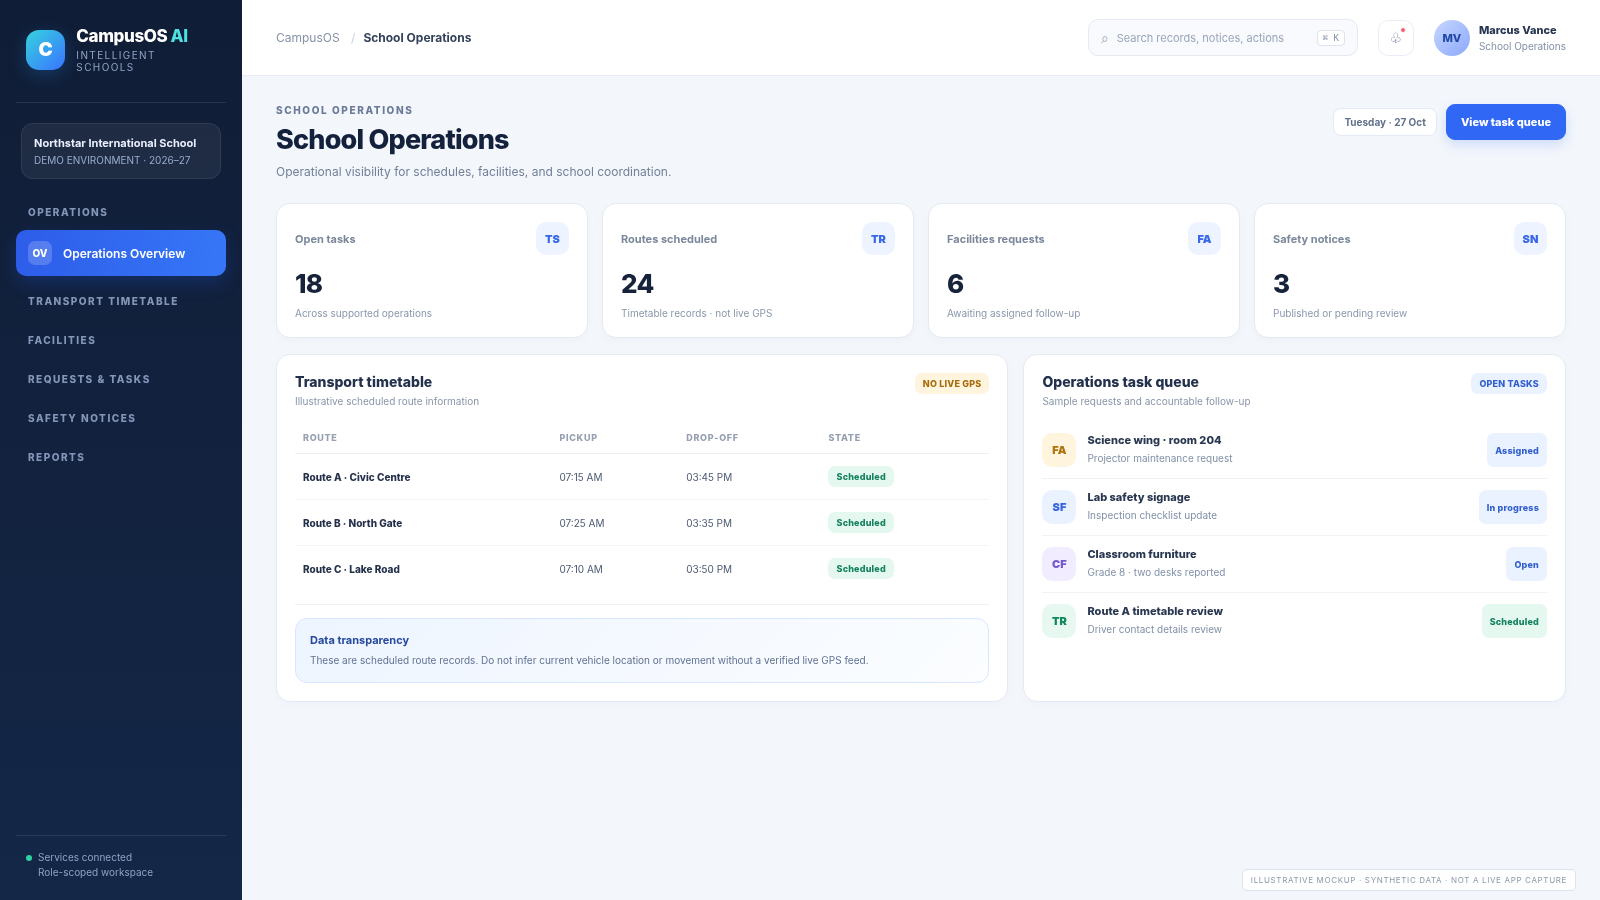 C
CampusOS AI
INTELLIGENT
SCHOOLS
Northstar International School
DEMO ENVIRONMENT · 2026–27
OPERATIONS
OV Operations Overview
TRANSPORT TIMETABLE
FACILITIES
REQUESTS & TASKS
SAFETY NOTICES
REPORTS
Services connected
Role-scoped workspace
CampusOS / School Operations
Search records, notices, actions ⌘ K
MV
Marcus Vance
School Operations
SCHOOL OPERATIONS
School Operations
Operational visibility for schedules, facilities, and school coordination.
Tuesday · 27 Oct
View task queue
Open tasks TS
18
Across supported operations
Routes scheduled TR
24
Timetable records · not live GPS
Facilities requests FA
6
Awaiting assigned follow-up
Safety notices SN
3
Published or pending review
Transport timetable
Illustrative scheduled route information
NO LIVE GPS
ROUTE PICKUP DROP-OFF STATE
Route A · Civic Centre 07:15 AM 03:45 PM Scheduled
Route B · North Gate 07:25 AM 03:35 PM Scheduled
Route C · Lake Road 07:10 AM 03:50 PM Scheduled
Data transparency
These are scheduled route records. Do not infer current vehicle location or movement without a verified live GPS feed.
Operations task queue
Sample requests and accountable follow-up
OPEN TASKS
FA
Science wing · room 204
Projector maintenance request
Assigned
SF
Lab safety signage
Inspection checklist update
In progress
CF
Classroom furniture
Grade 8 · two desks reported
Open
TR
Route A timetable review
Driver contact details review
Scheduled
ILLUSTRATIVE MOCKUP · SYNTHETIC DATA · NOT A LIVE APP CAPTURE